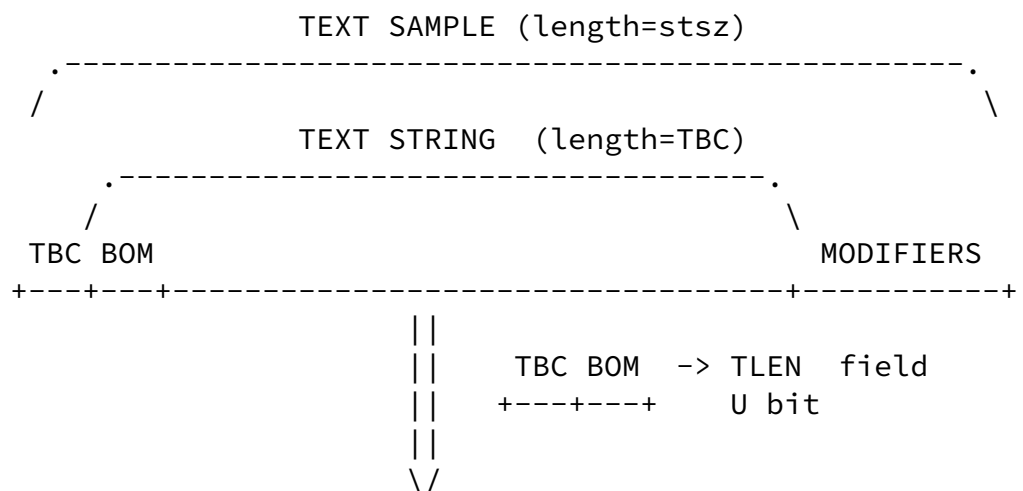 TEXT SAMPLE (length=stsz)
.--------------------------------------------------.
/ \
TEXT STRING (length=TBC)
.------------------------------------.
/ \
TBC BOM MODIFIERS
+---+---+----------------------------------+-----------+
||
|| TBC BOM -> TLEN field
|| +---+---+ U bit
||
\/